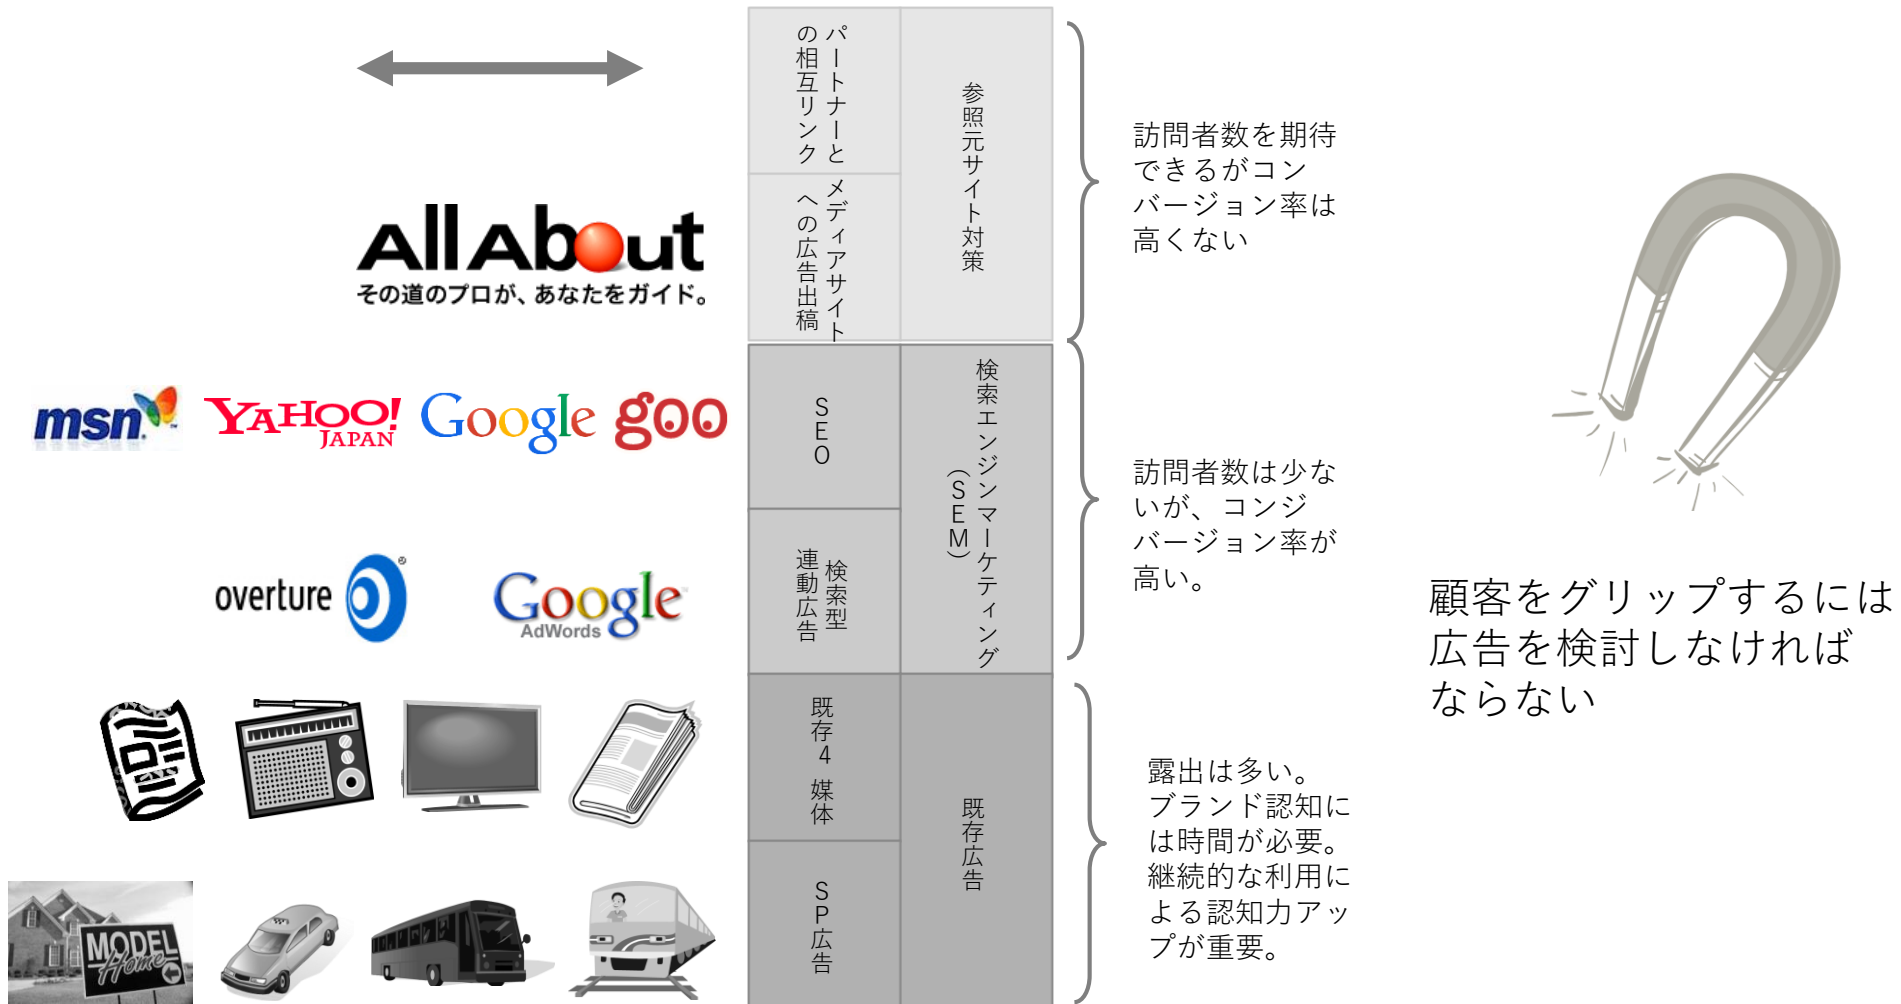 パートナーと
の相互リンク
参照元サイト対策
訪問者数を期待
できるがコン
バージョン率は
高くない
AllAbout
その道のプロが、あなたをガイド。
メディアサイト
への広告出稿
msn
YAHOO!
JAPAN
Google
goo
SEO
検索エンジンマーケティング
(SEM)
訪問者数は少な
いが、コンジ
バージョン率が
高い。
overture
Google
AdWords
検索型
連動広告
顧客をグリップするには
広告を検討しなければ
ならない
既存4媒体
既存広告
露出は多い。
ブランド認知に
は時間が必要。
継続的な利用に
よる認知力アッ
プが重要。
MODEL
Home
SP広告